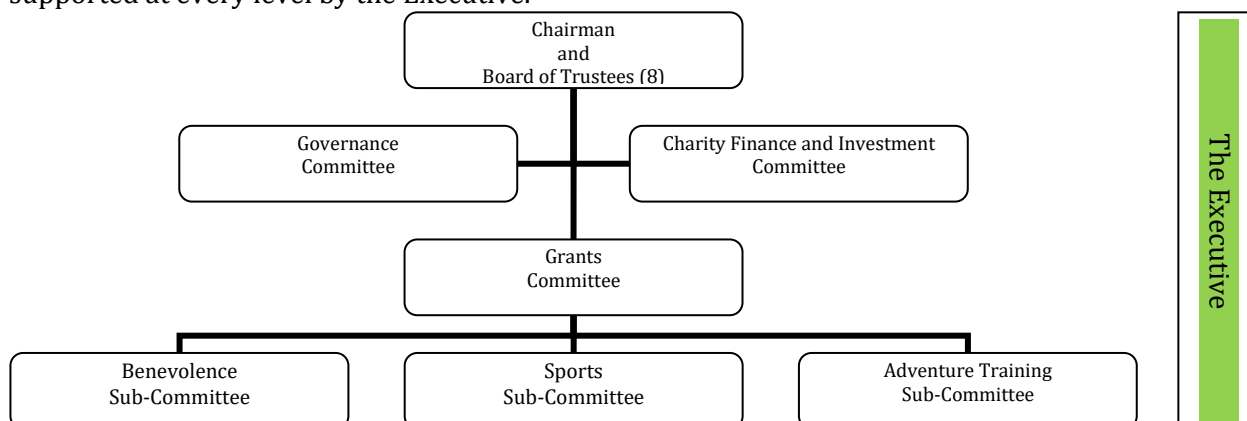 supported at every level by the Executive.
Chairman
and
Board of Trustees (8)
Governance
Committee
Charity Finance and Investment
Committee
Grants
Committee
Benevolence
Sub-Committee
Sports
Sub-Committee
Adventure Training
Sub-Committee
The Executive